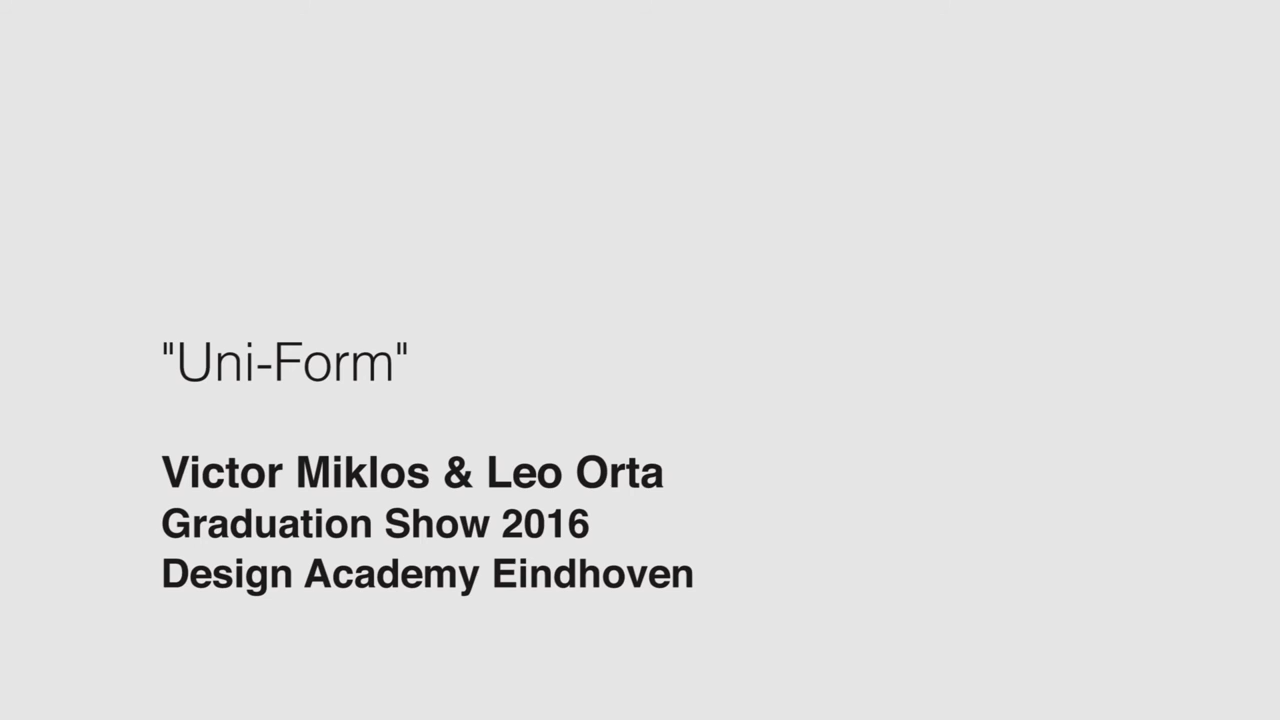 "Uni-Form"
Victor Miklos & Leo Orta
Graduation Show 2016
Design Academy Eindhoven